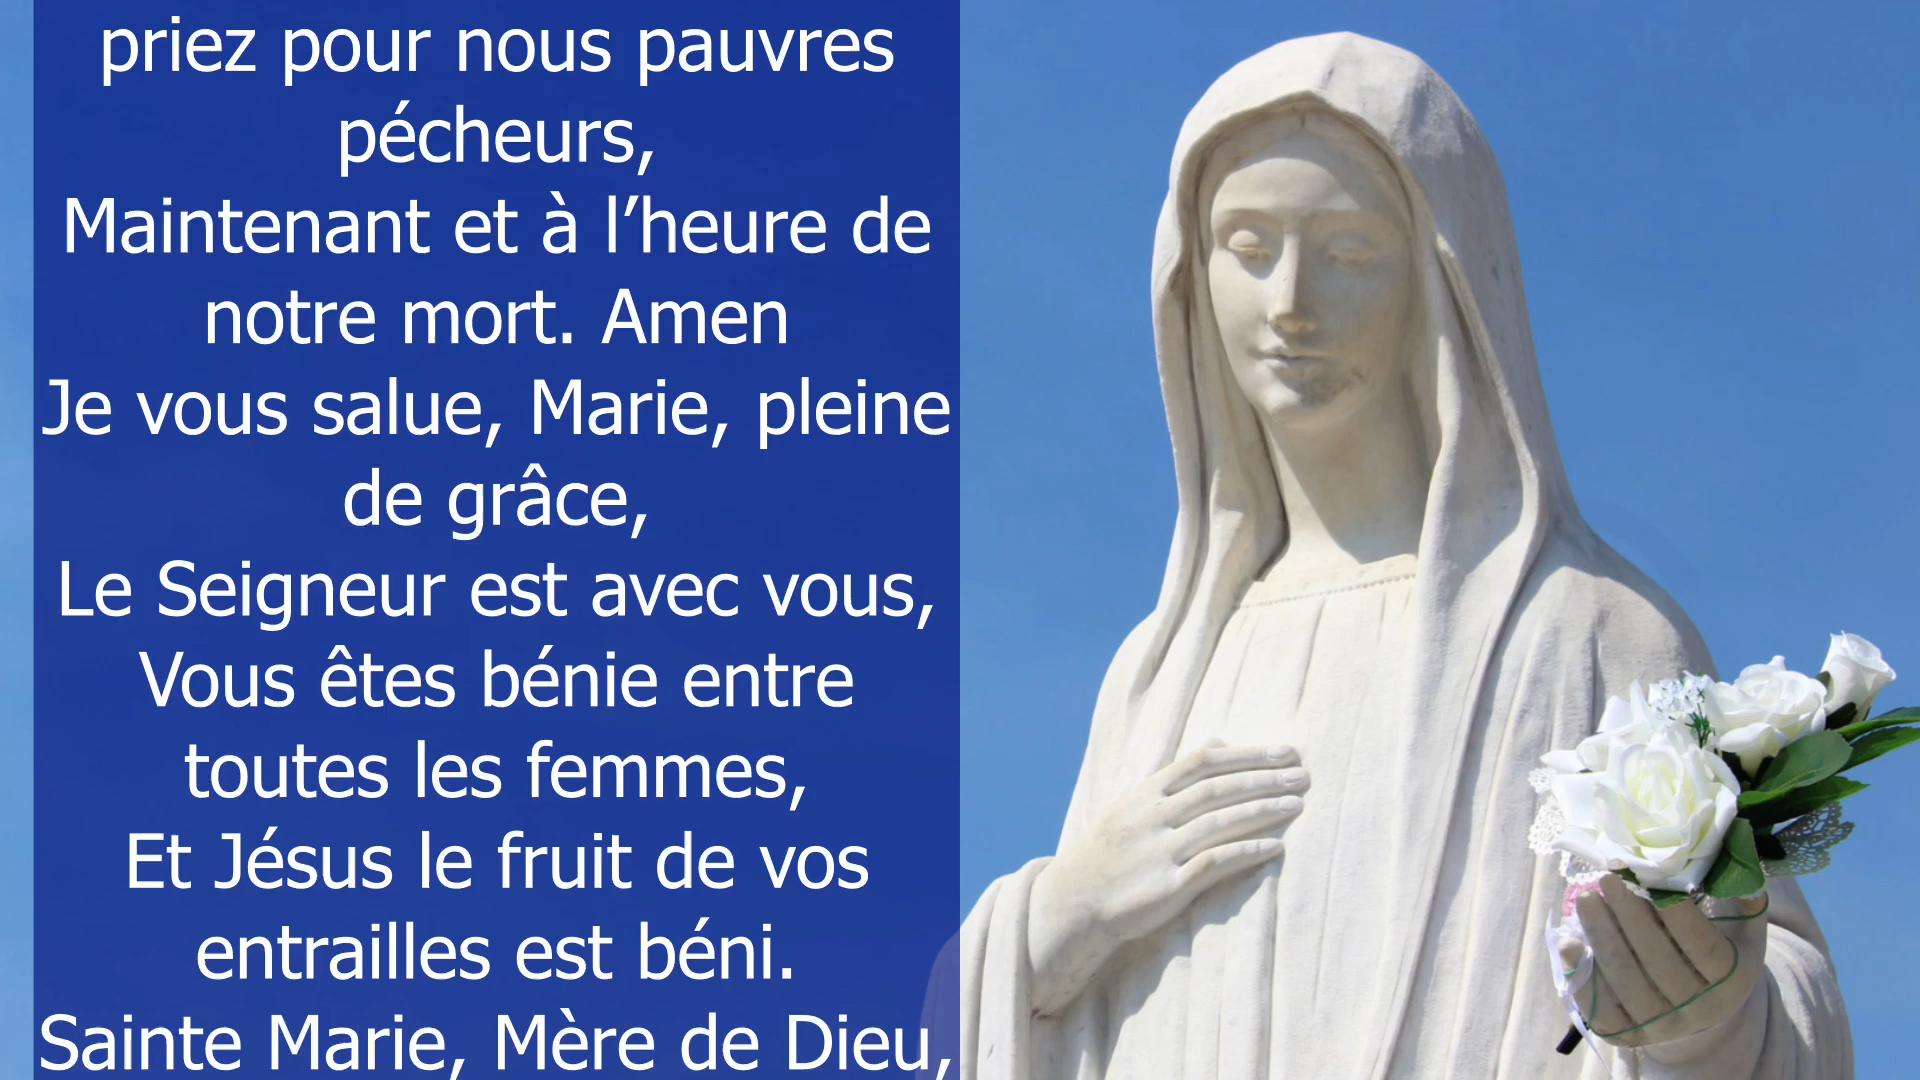 priez pour nous pauvres
pécheurs,
Maintenant et à l’heure de
notre mort. Amen
Je vous salue, Marie, pleine
de grâce,
Le Seigneur est avec vous,
Vous êtes bénie entre
toutes les femmes,
Et Jésus le fruit de vos
entrailles est béni.
Sainte Marie, Mère de Dieu,